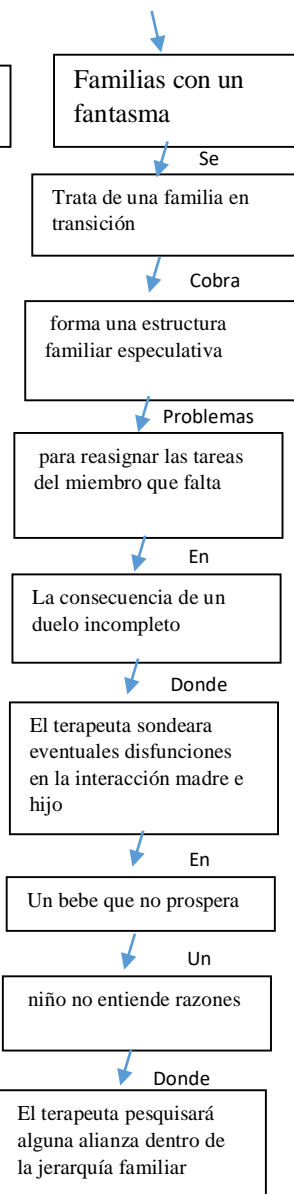 Familias con un
fantasma
Se
Trata de una familia en
transición
Cobra
forma una estructura
familiar especulativa
Problemas
para reasignar las tareas
del miembro que falta
En
La consecuencia de un
duelo incompleto
Donde
El terapeuta sondeara
eventuales disfunciones
en la interacción madre e
hijo
En
Un bebe que no prospera
Un
niño no entiende razones
Donde
El terapeuta pesquisará
alguna alianza dentro de
la jerarquía familiar